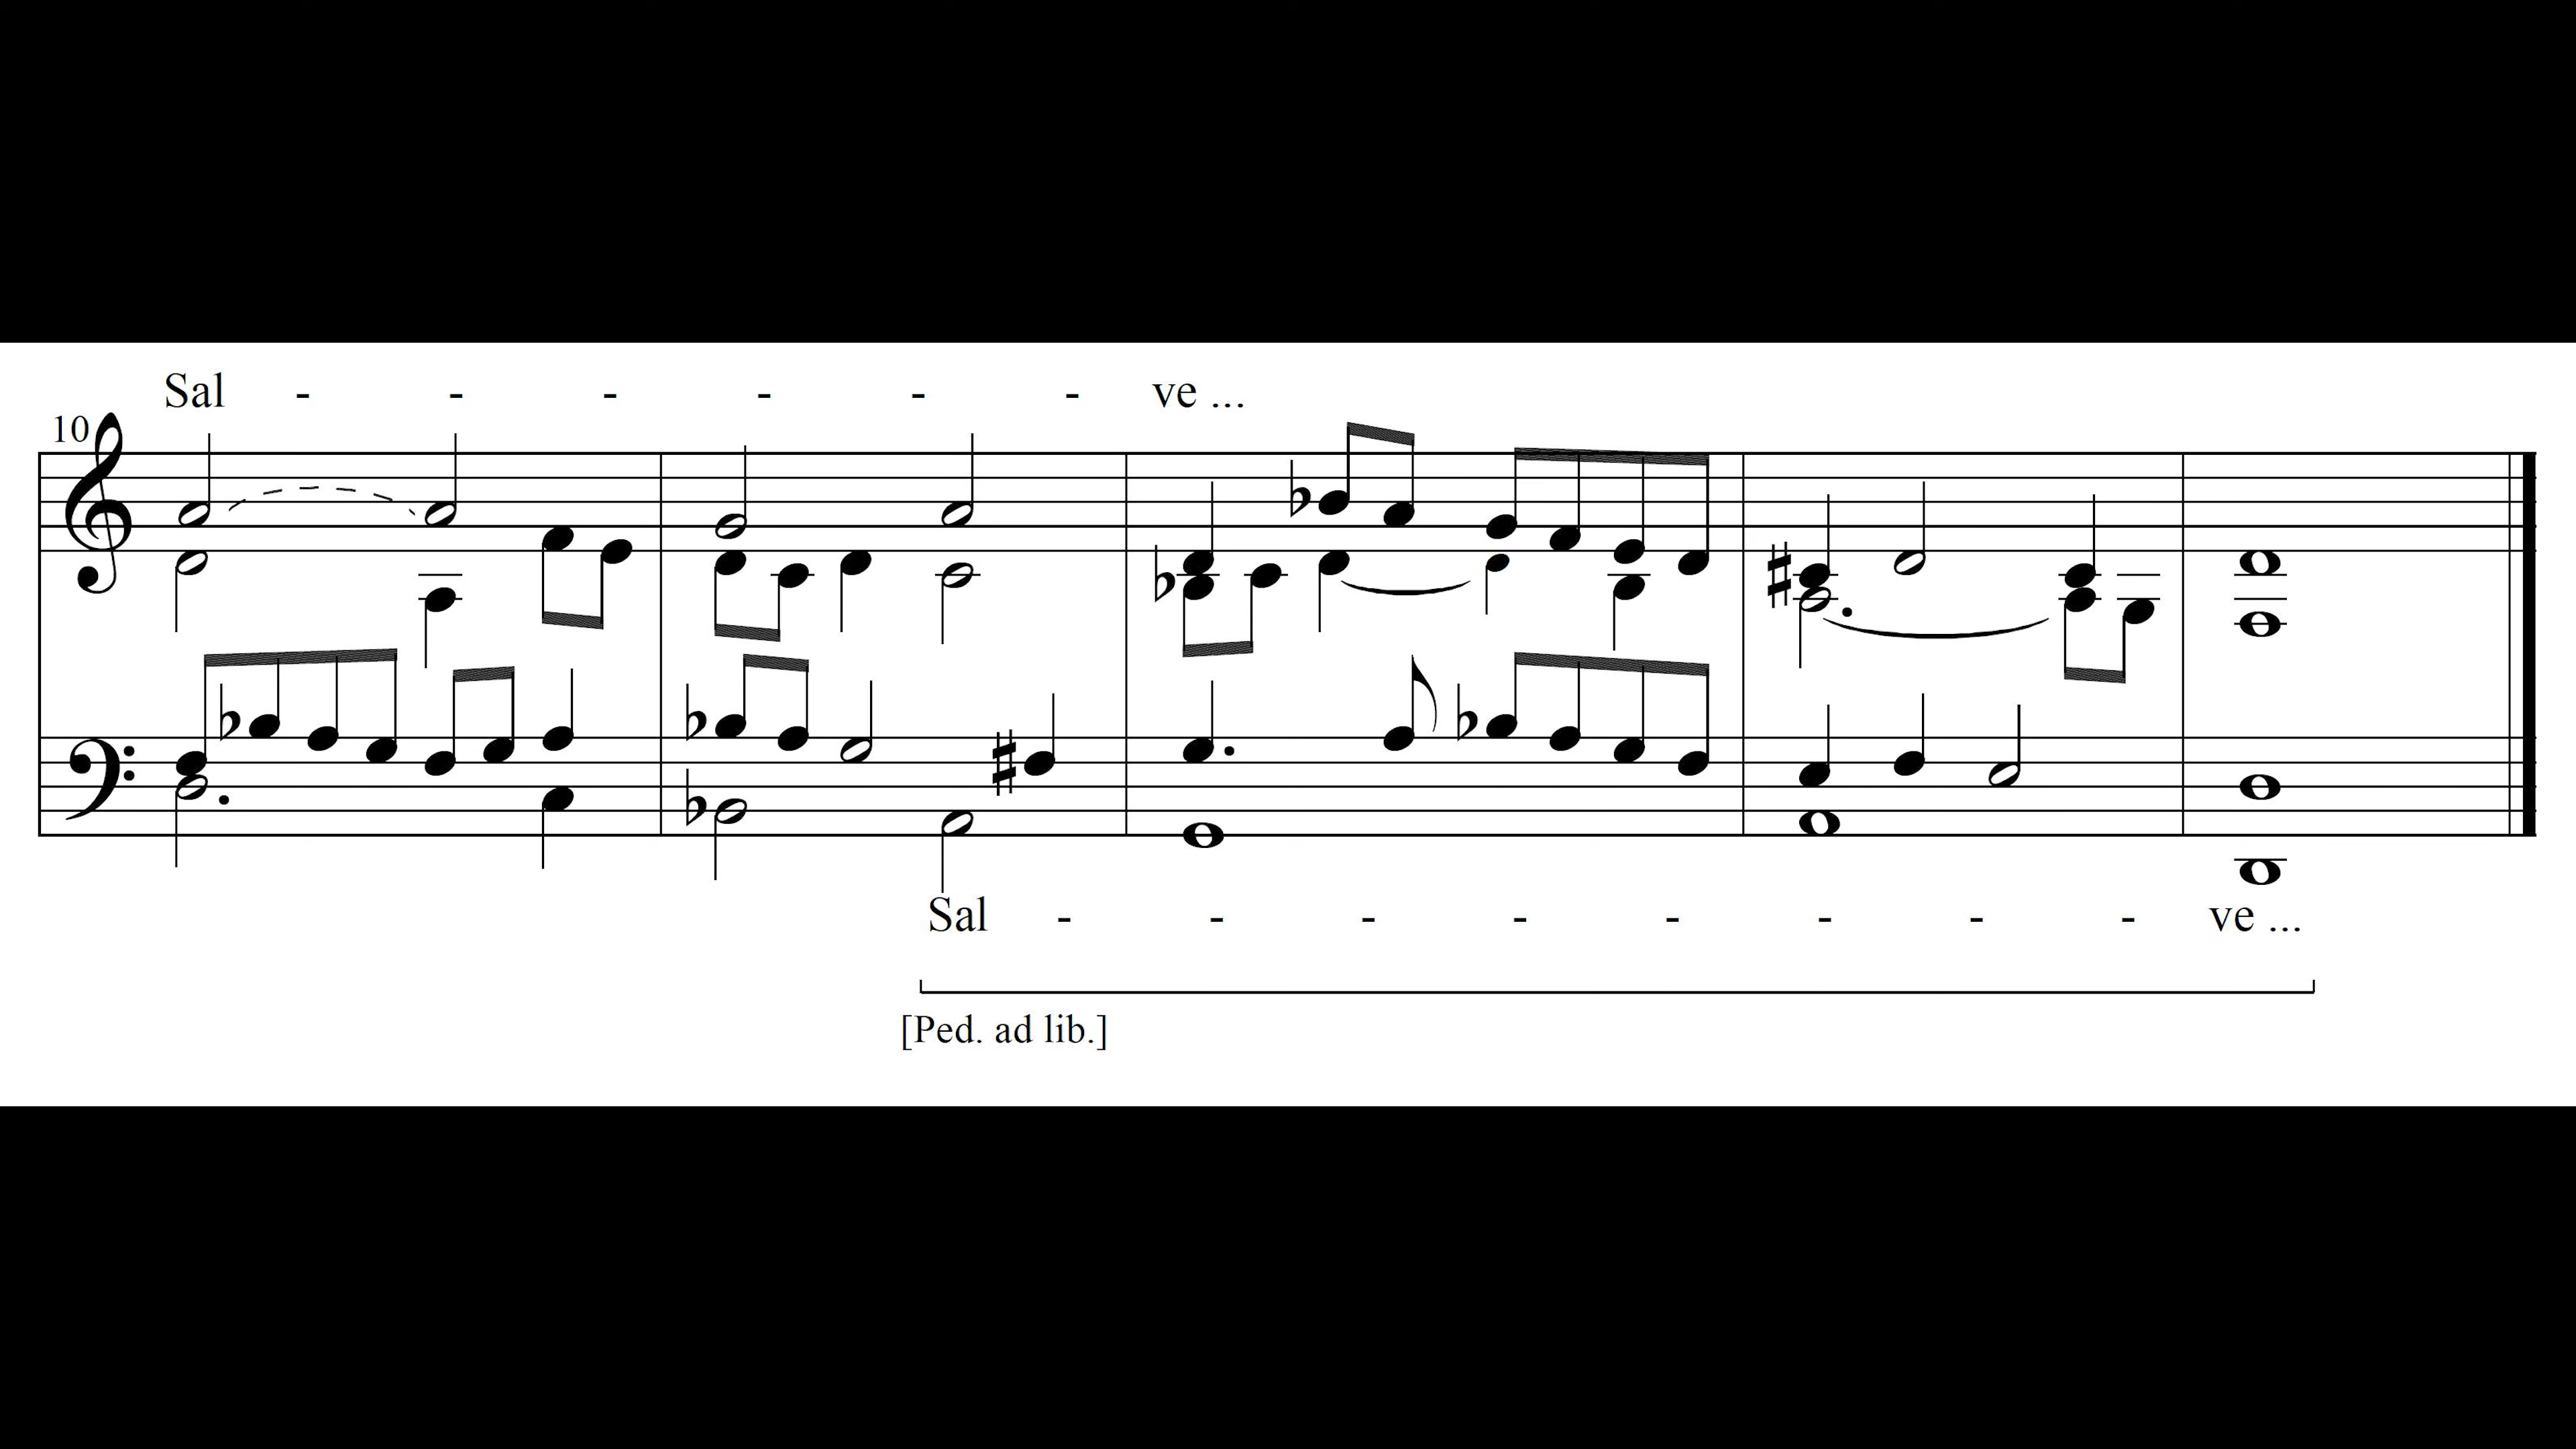 Sal - - - - - - ve ...
10
Sal - - - - - - - - ve ...
[Ped. ad lib.]